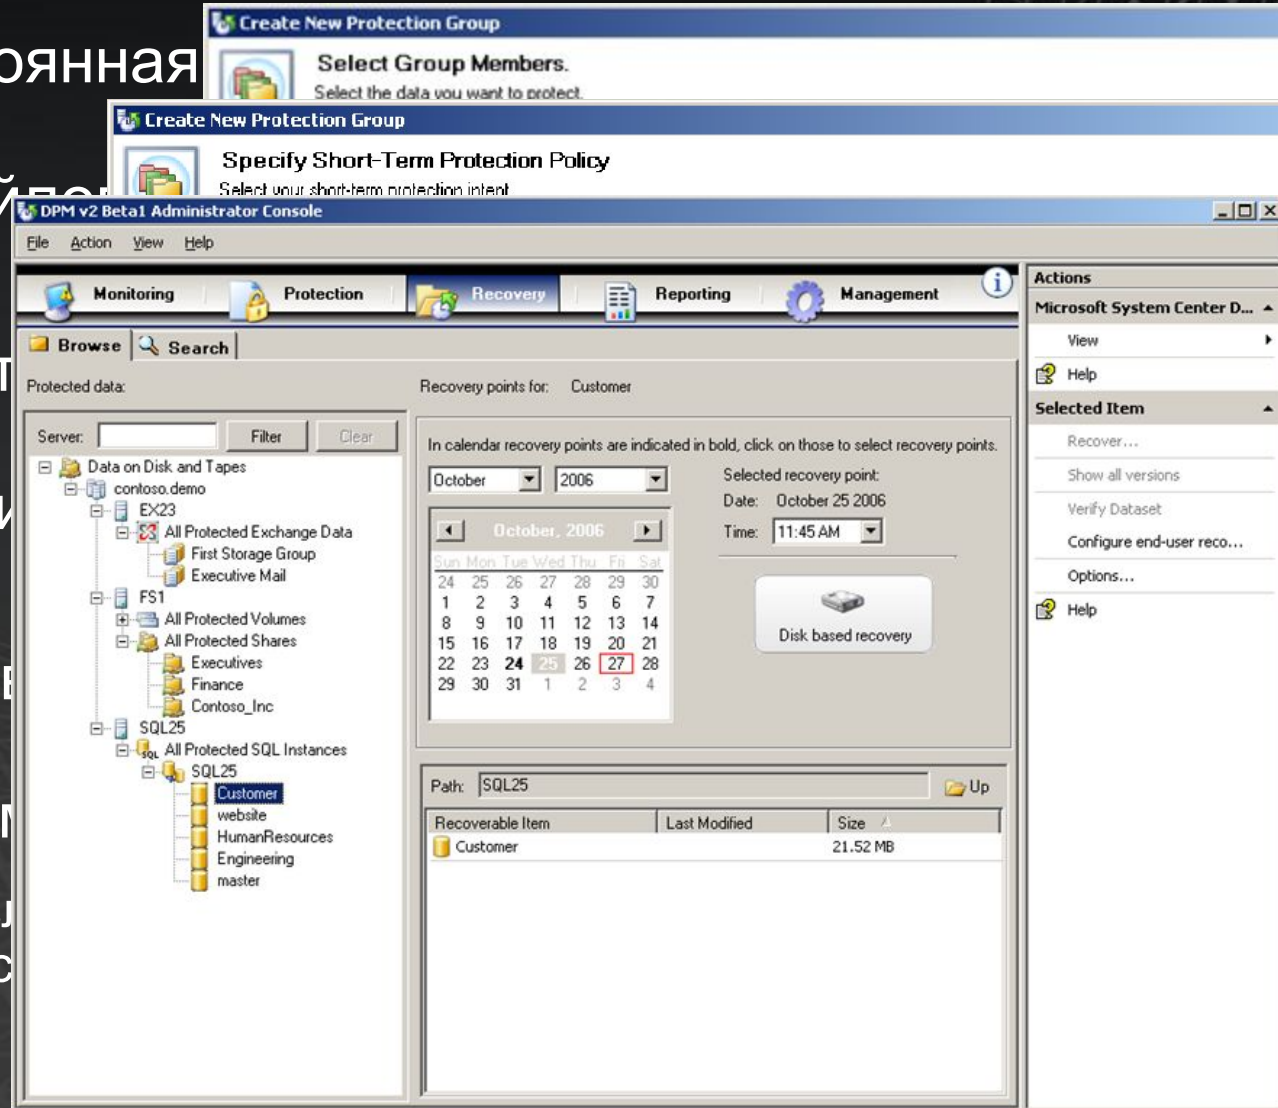 Create New Protection Group
Select Group Members.
Select the data you want to protect.
Create New Protection Group
Specify Short-Term Protection Policy
Select your short-term protection intent
DPM v2 Beta1 Administrator Console
File Action View Help
Monitoring Protection Recovery Reporting Management
Browse Search
Protected data:
Server: Filter Clear
Data on Disk and Tapes
contoso.demo
EX23
All Protected Exchange Data
First Storage Group
Executive Mail
FS1
All Protected Volumes
All Protected Shares
Executives
Finance
Contoso_Inc
SQL25
All Protected SQL Instances
SQL25
Customer
website
HumanResources
Engineering
master
Recovery points for: Customer
In calendar recovery points are indicated in bold, click on those to select recovery points.
October 2006
October, 2006
Sun Mon Tue Wed Thu Fri Sat
24 25 26 27 28 29 30
1 2 3 4 5 6 7
8 9 10 11 12 13 14
15 16 17 18 19 20 21
22 23 24 25 26 27 28
29 30 31 1 2 3 4
Selected recovery point:
Date: October 25 2006
Time: 11:45 AM
Disk based recovery
Path: SQL25 Up
Recoverable Item Last Modified Size
Customer 21.52 MB
Actions
Microsoft System Center D...
View
Help
Selected Item
Recover...
Show all versions
Verify Dataset
Configure end-user reco...
Options...
Help